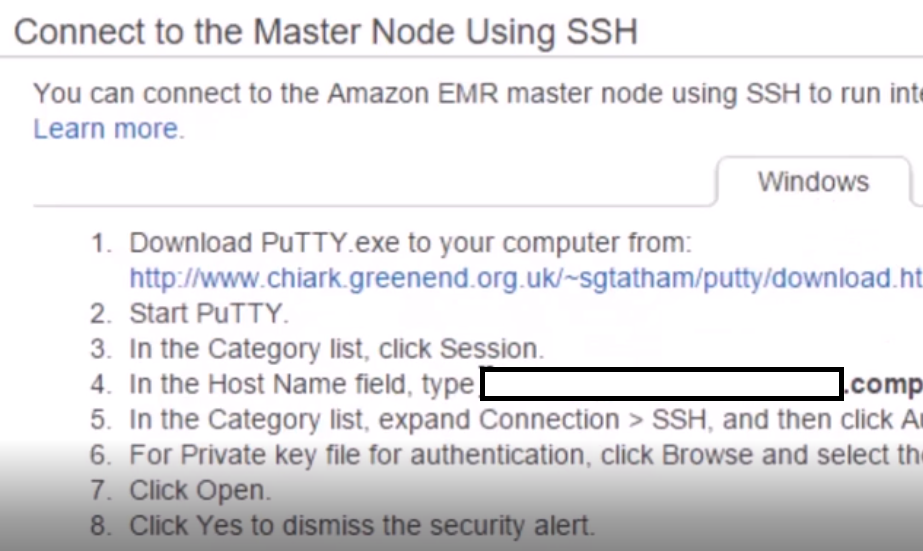 Connect to the Master Node Using SSH
You can connect to the Amazon EMR master node using SSH to run
Learn more.
Windows
1. Download PuTTY.exe to your computer from:
http://www.chiark.greenend.org.uk/~sgtatham/putty/download.ht
2. Start PuTTY.
3. In the Category list, click Session.
4. In the Host Name field, type .comp
5. In the Category list, expand Connection > SSH, and then click
6. For Private key file for authentication, click Browse and select
7. Click Open.
8. Click Yes to dismiss the security alert.